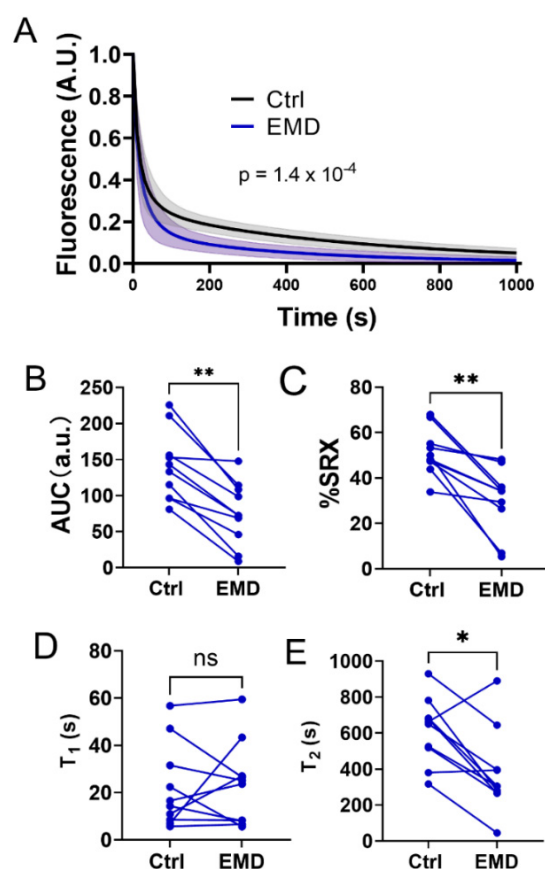 A
Fluorescence (A.U.)
1.0
0.8
0.6
0.4
0.2
0.0
Ctrl
EMD
p = 1.4 x 10⁻⁴
0 200 400 600 800 1000
Time (s)
B
AUC (a.u.)
250
200
150
100
50
0
**
Ctrl EMD
C
%SRX
80
60
40
20
0
**
Ctrl EMD
D
T₁ (s)
80
60
40
20
0
ns
Ctrl EMD
E
T₂ (s)
1000
800
600
400
200
0
*
Ctrl EMD